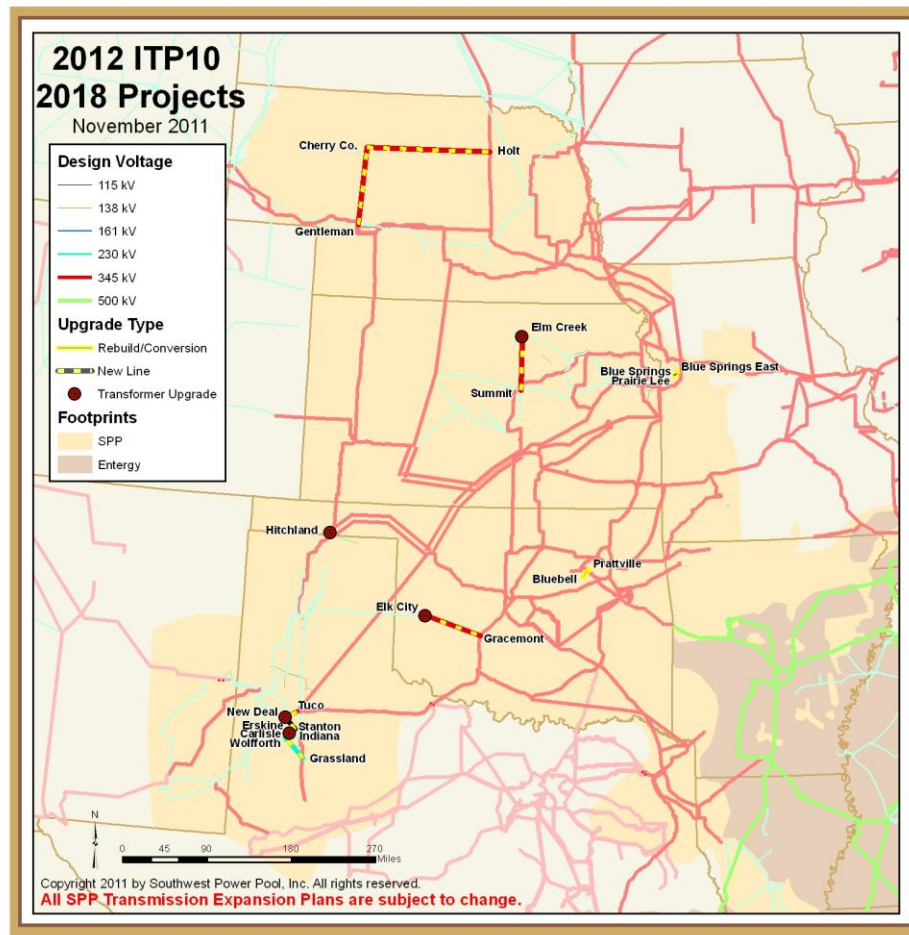 2012 ITP10
2018 Projects
November 2011
Design Voltage
115 kV
138 kV
161 kV
230 kV
345 kV
500 kV
Upgrade Type
Rebuild/Conversion
New Line
Transformer Upgrade
Footprints
SPP
Entergy
Cherry Co.
Holt
Gentleman
Elm Creek
Summit
Blue Springs
Blue Springs East
Prairie Lee
Hitchland
Prattville
Bluebell
Elk City
Gracemont
Tuco
New Deal
Erskine
Stanton
Carlisle
Indiana
Wolfforth
Grassland
N
0 45 90 180 270
Miles
Copyright 2011 by Southwest Power Pool, Inc. All rights reserved.
All SPP Transmission Expansion Plans are subject to change.